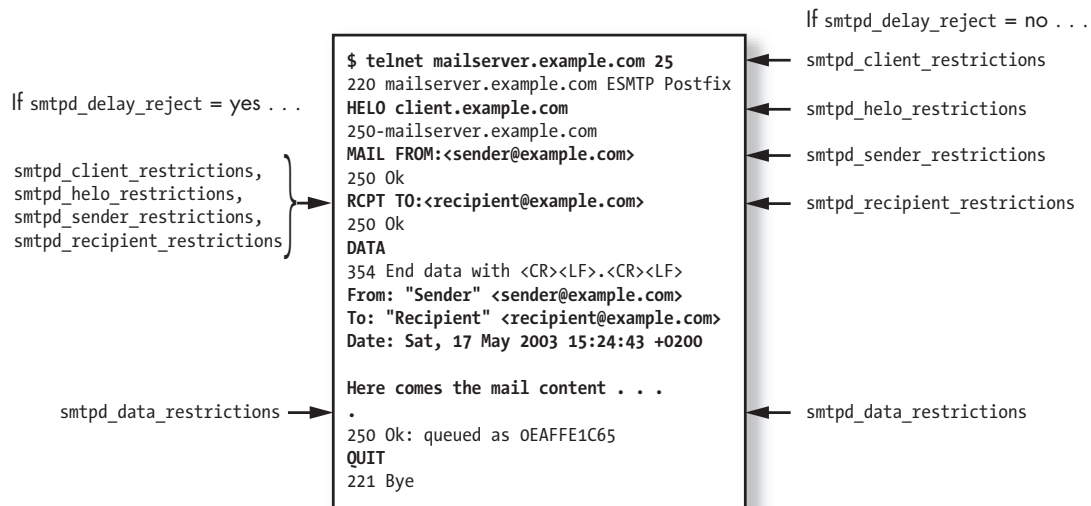 If smtpd_delay_reject = no . . .
$ telnet mailserver.example.com 25
smtpd_client_restrictions
220 mailserver.example.com ESMTP Postfix
If smtpd_delay_reject = yes . . .
HELO client.example.com
smtpd_helo_restrictions
250-mailserver.example.com
MAIL FROM:<sender@example.com>
smtpd_sender_restrictions
250 Ok
smtpd_client_restrictions,
smtpd_helo_restrictions,
smtpd_sender_restrictions,
smtpd_recipient_restrictions
RCPT TO:<recipient@example.com>
smtpd_recipient_restrictions
250 Ok
DATA
354 End data with <CR><LF>.<CR><LF>
From: "Sender" <sender@example.com>
To: "Recipient" <recipient@example.com>
Date: Sat, 17 May 2003 15:24:43 +0200
Here comes the mail content . . .
smtpd_data_restrictions
.
smtpd_data_restrictions
250 Ok: queued as 0EAFFE1C65
QUIT
221 Bye